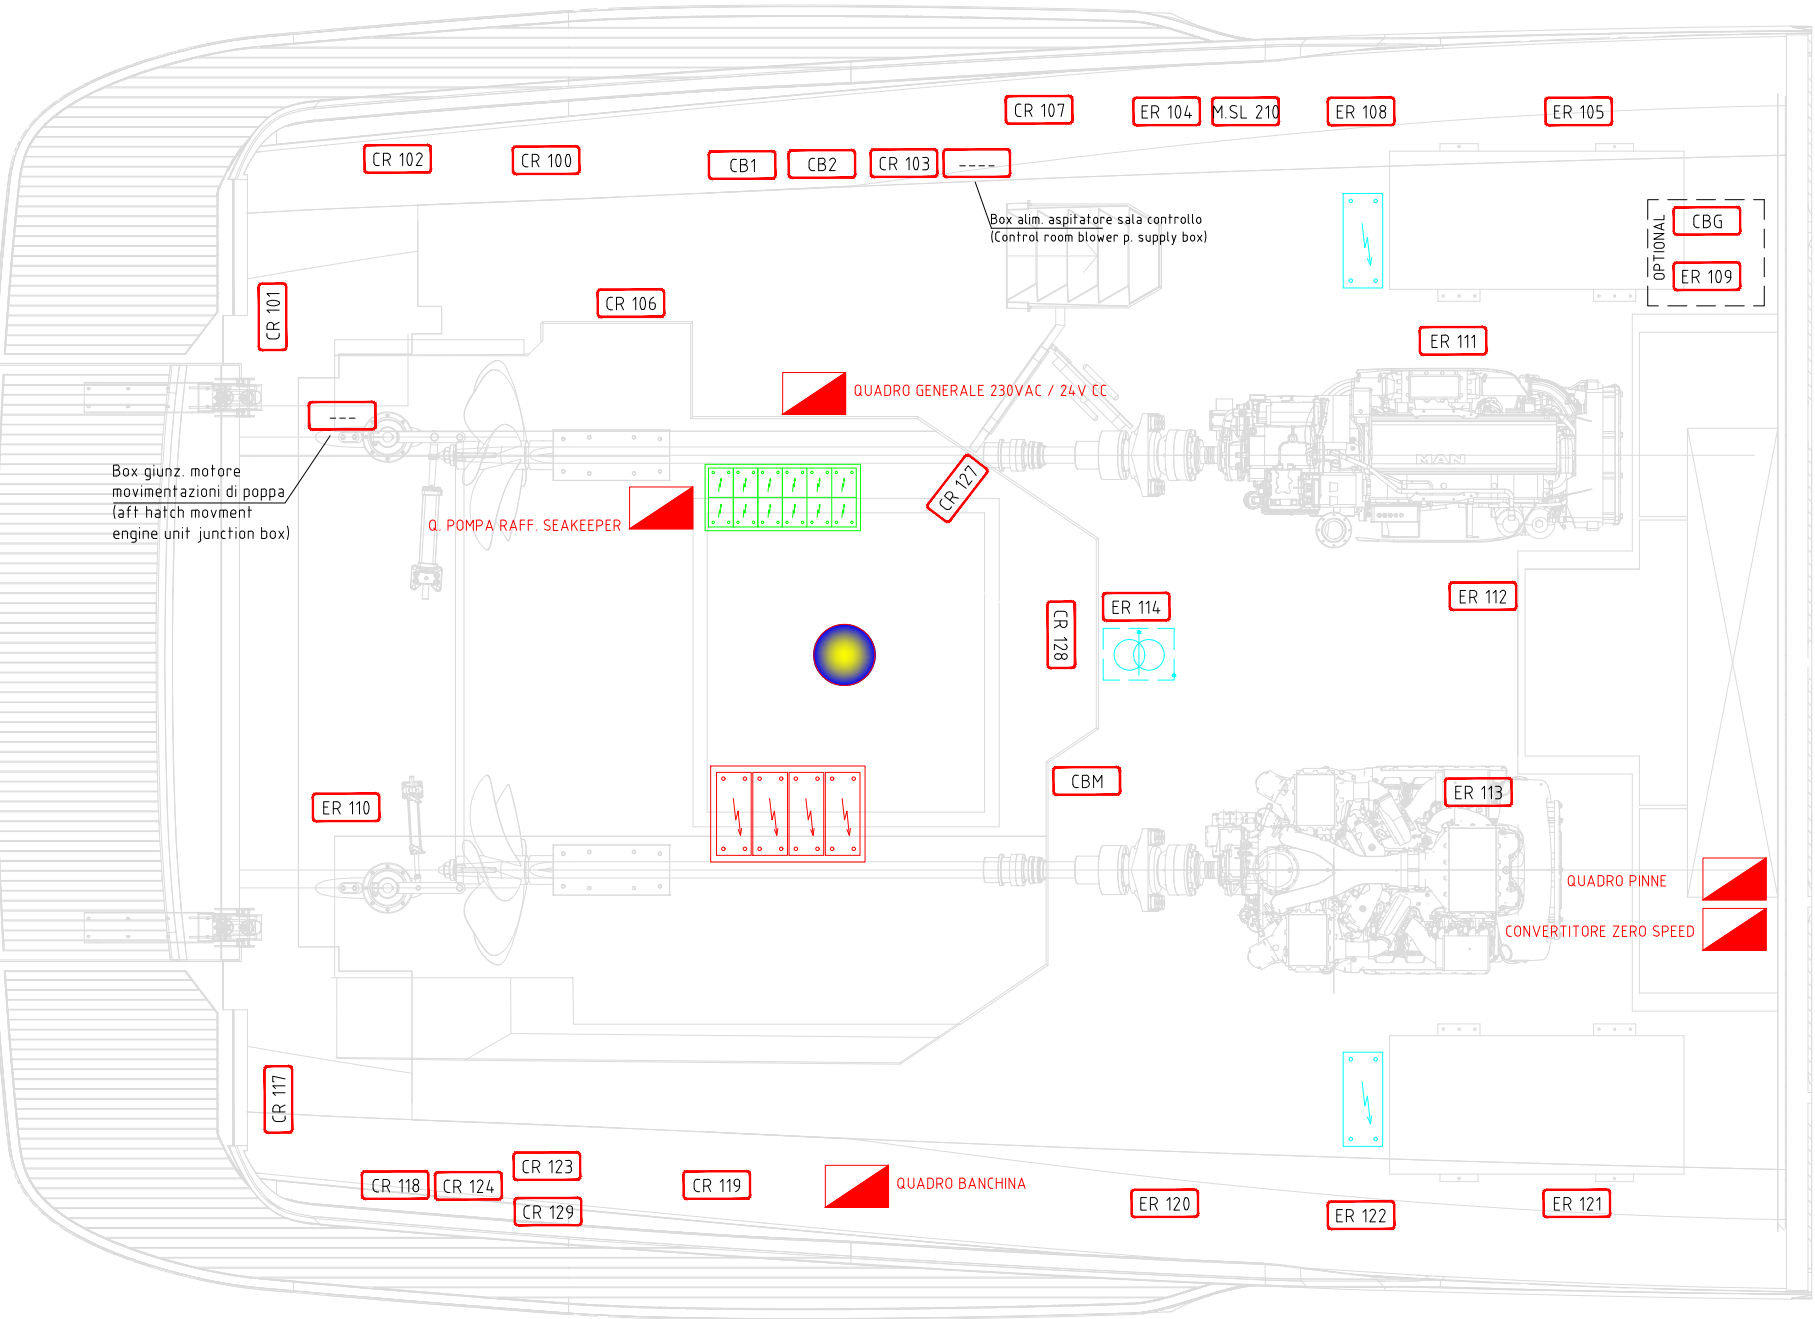 CR 107
ER 104
M.SL 210
ER 108
ER 105
CR 102
CR 100
CB1
CB2
CR 103
----
Box alim. aspitatore sala controllo
(Control room blower p. supply box)
OPTIONAL
CBG
ER 109
CR 101
CR 106
ER 111
QUADRO GENERALE 230VAC / 24V CC
---
Box giunz. motore
movimentazioni di poppa
(aft hatch movment
engine unit junction box)
MAN
CR 127
Q. POMPA RAFF. SEAKEEPER
ER 112
ER 114
CR 128
CBM
ER 113
ER 110
QUADRO PINNE
CONVERTITORE ZERO SPEED
CR 117
CR 123
CR 118
CR 124
CR 119
QUADRO BANCHINA
CR 129
ER 120
ER 122
ER 121